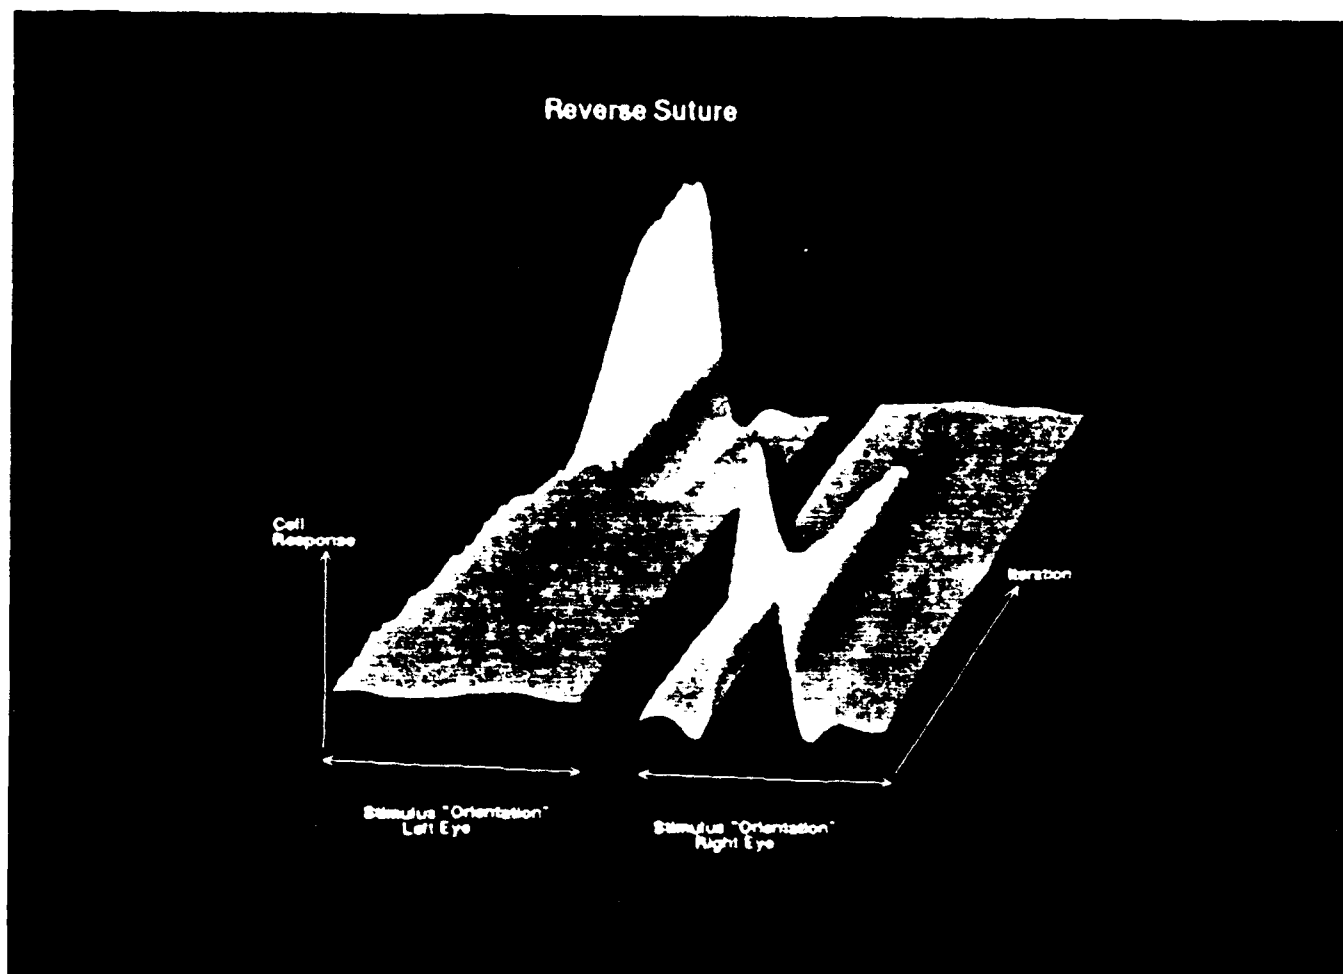 Reverse Suture
Cell
Response
Iteration
Stimulus "Orientation"
Left Eye
Stimulus "Orientation"
Right Eye